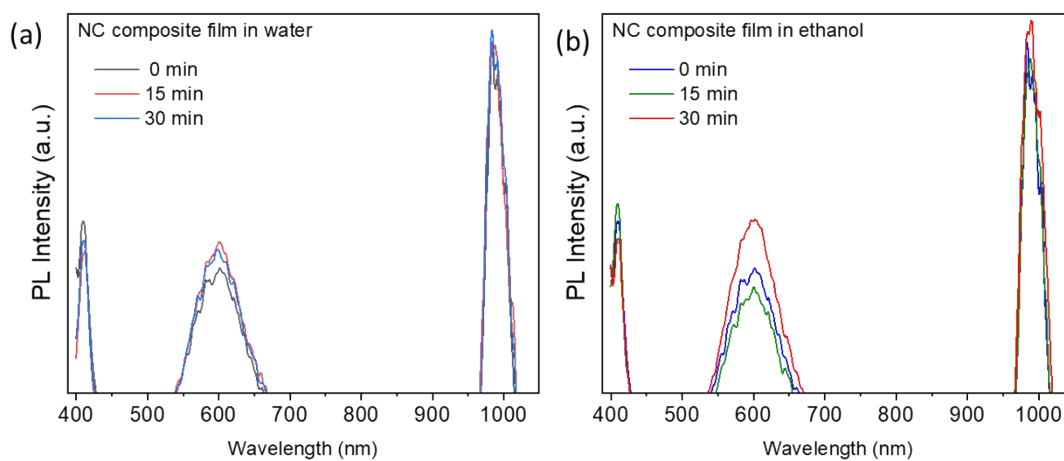 (a)
NC composite film in water
0 min
15 min
30 min
PL Intensity (a.u.)
400 500 600 700 800 900 1000
Wavelength (nm)
(b)
NC composite film in ethanol
0 min
15 min
30 min
PL Intensity (a.u.)
400 500 600 700 800 900 1000
Wavelength (nm)